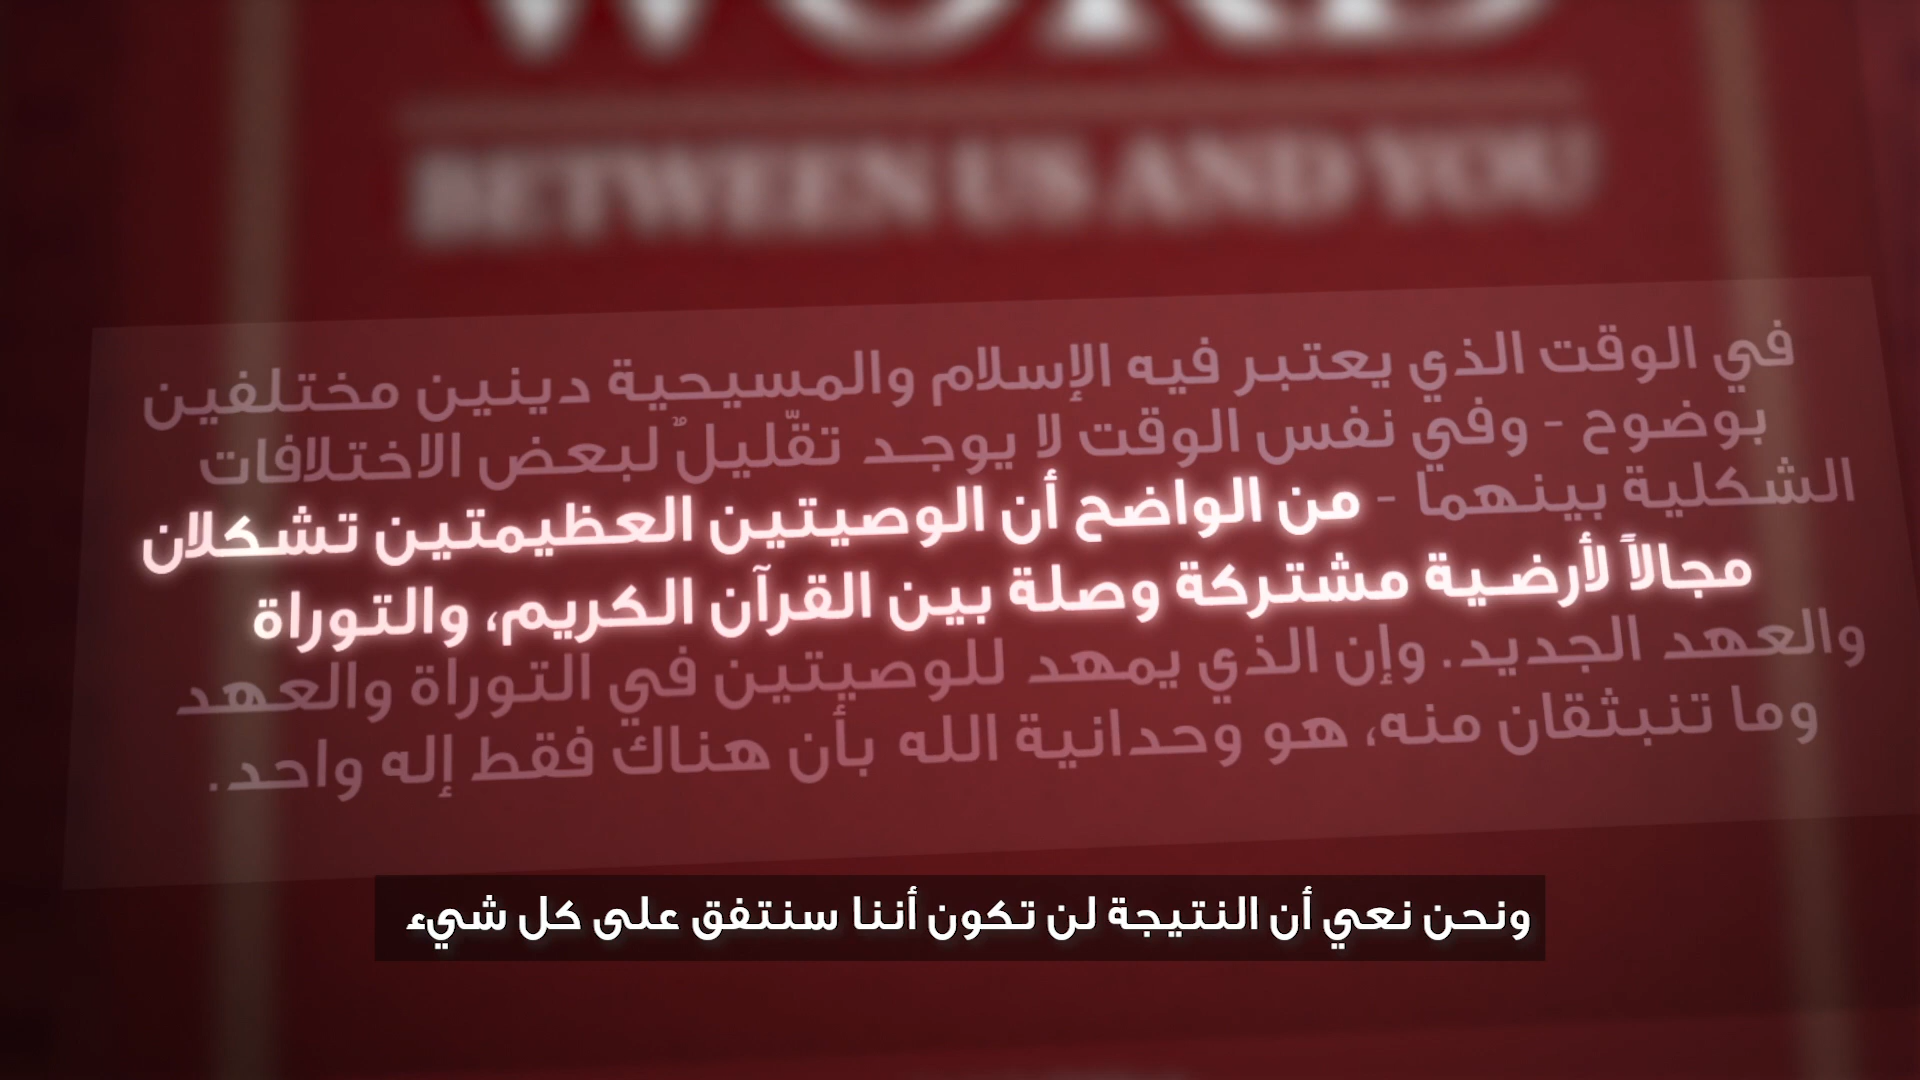 WORD
BETWEEN US AND YOU
في الوقت الذي يعتبر فيه الإسلام والمسيحية دينين مختلفين
بوضوح - وفي نفس الوقت لا يوجد تقّليلٌ لبعض الاختلافات
الشكلية بينهما - من الواضح أن الوصيتين العظيمتين تشكلان
مجالاً لأرضية مشتركة وصلة بين القرآن الكريم، والتوراة
والعهد الجديد. وإن الذي يمهد للوصيتين في التوراة والعهد
وما تنبثقان منه، هو وحدانية الله بأن هناك فقط إله واحد.
ونحن نعي أن النتيجة لن تكون أننا سنتفق على كل شيء